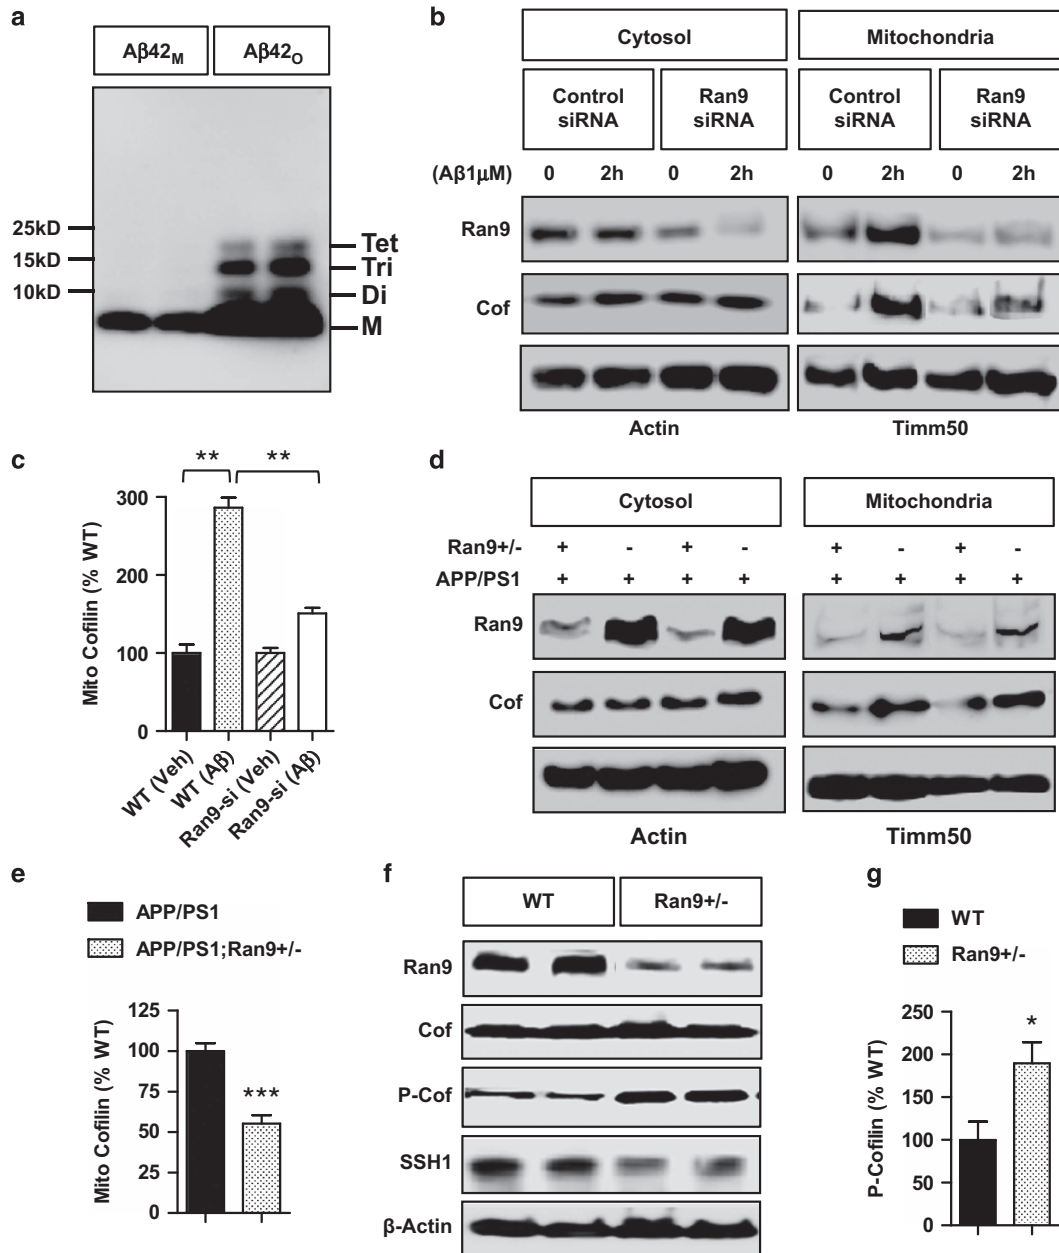 a
Aβ42M Aβ42O
25kD
15kD
10kD
Tet
Tri
Di
M
b
Cytosol Mitochondria
Control siRNA Ran9 siRNA Control siRNA Ran9 siRNA
(Aβ1μM) 0 2h 0 2h 0 2h 0 2h
Ran9
Cof
Actin Timm50
c
** **
Mito Cofilin (% WT)
300
200
100
0
WT (Veh)
WT (Aβ)
Ran9-si (Veh)
Ran9-si (Aβ)
d
Cytosol Mitochondria
Ran9+/- + - + - + - + -
APP/PS1 + + + + + + + +
Ran9
Cof
Actin Timm50
e
APP/PS1
APP/PS1;Ran9+/-
Mito Cofilin (% WT)
125
100
75
50
25
0
***
f
WT Ran9+/-
Ran9
Cof
P-Cof
SSH1
β-Actin
g
WT
Ran9+/-
P-Cofilin (% WT)
250
200
150
100
50
0
*